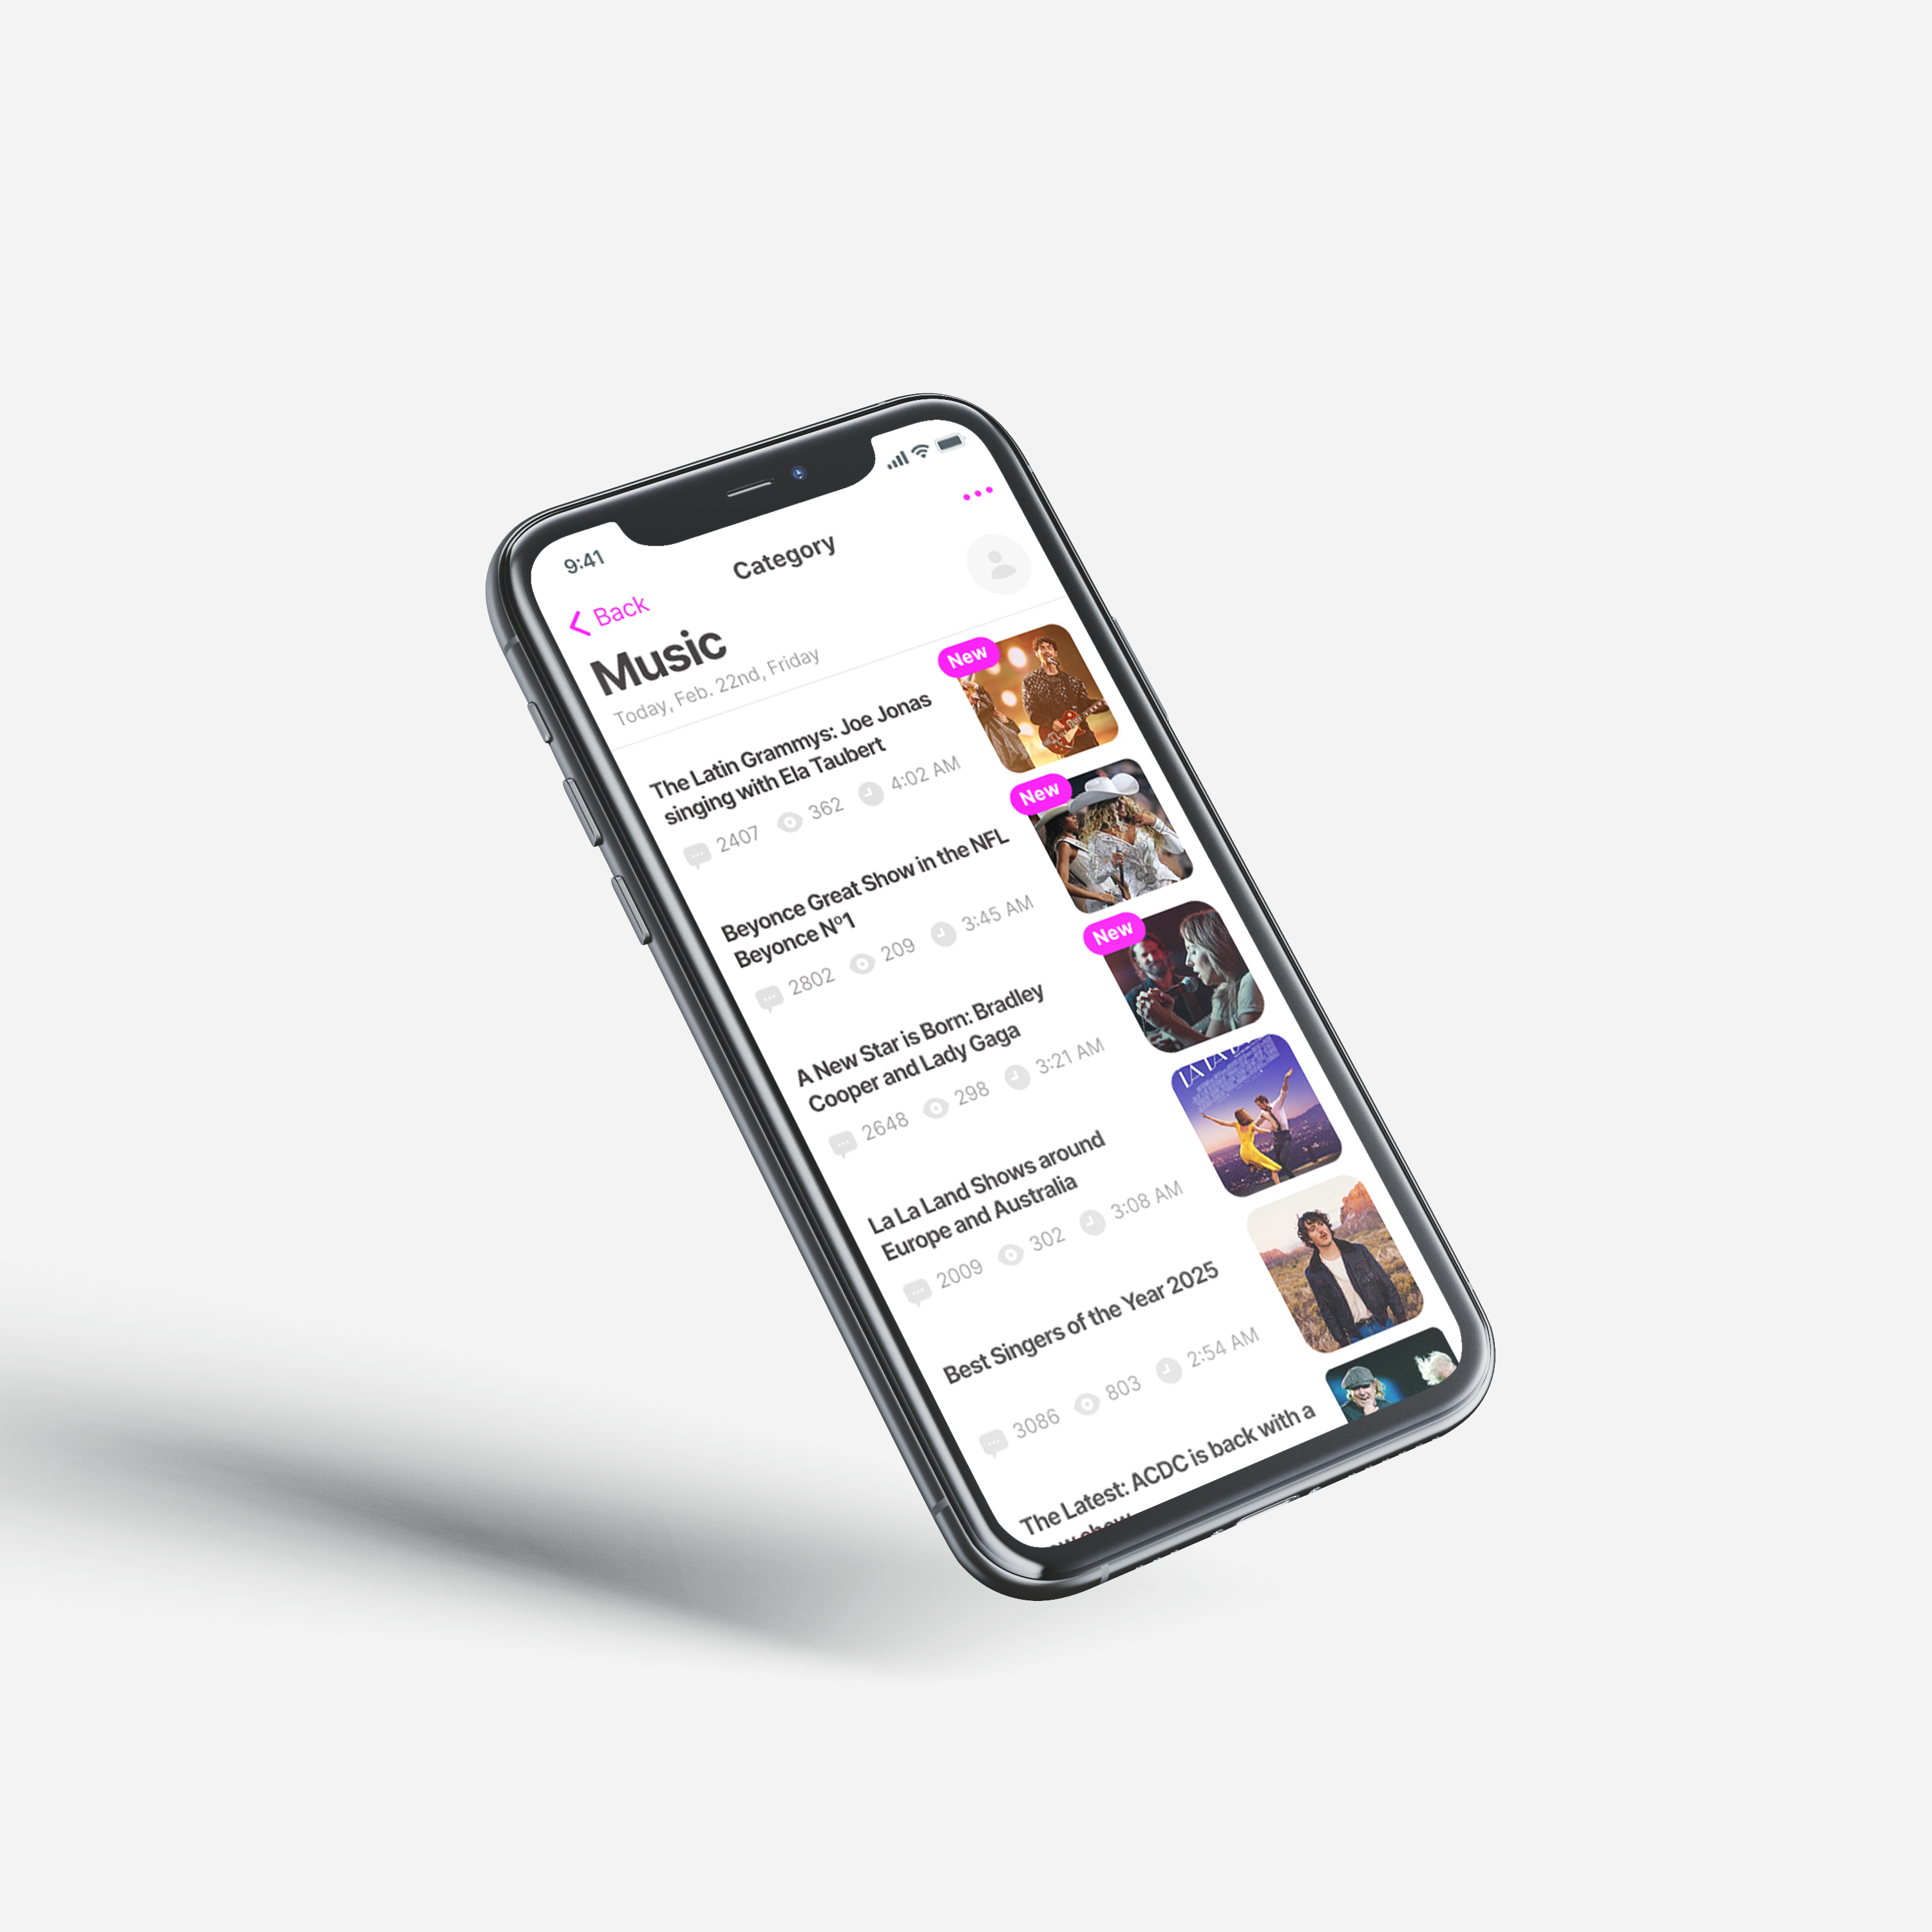 9:41
Back
Category
Music
Today, Feb. 22nd, Friday
New
The Latin Grammys: Joe Jonas
singing with Ela Taubert
2407 362 4:02 AM
New
Beyonce Great Show in the NFL
Beyonce Nº1
2802 209 3:45 AM
New
A New Star is Born: Bradley
Cooper and Lady Gaga
2648 298 3:21 AM
LA LA
La La Land Shows around
Europe and Australia
2009 302 3:08 AM
Best Singers of the Year 2025
3086 803 2:54 AM
The Latest: ACDC is back with a
show